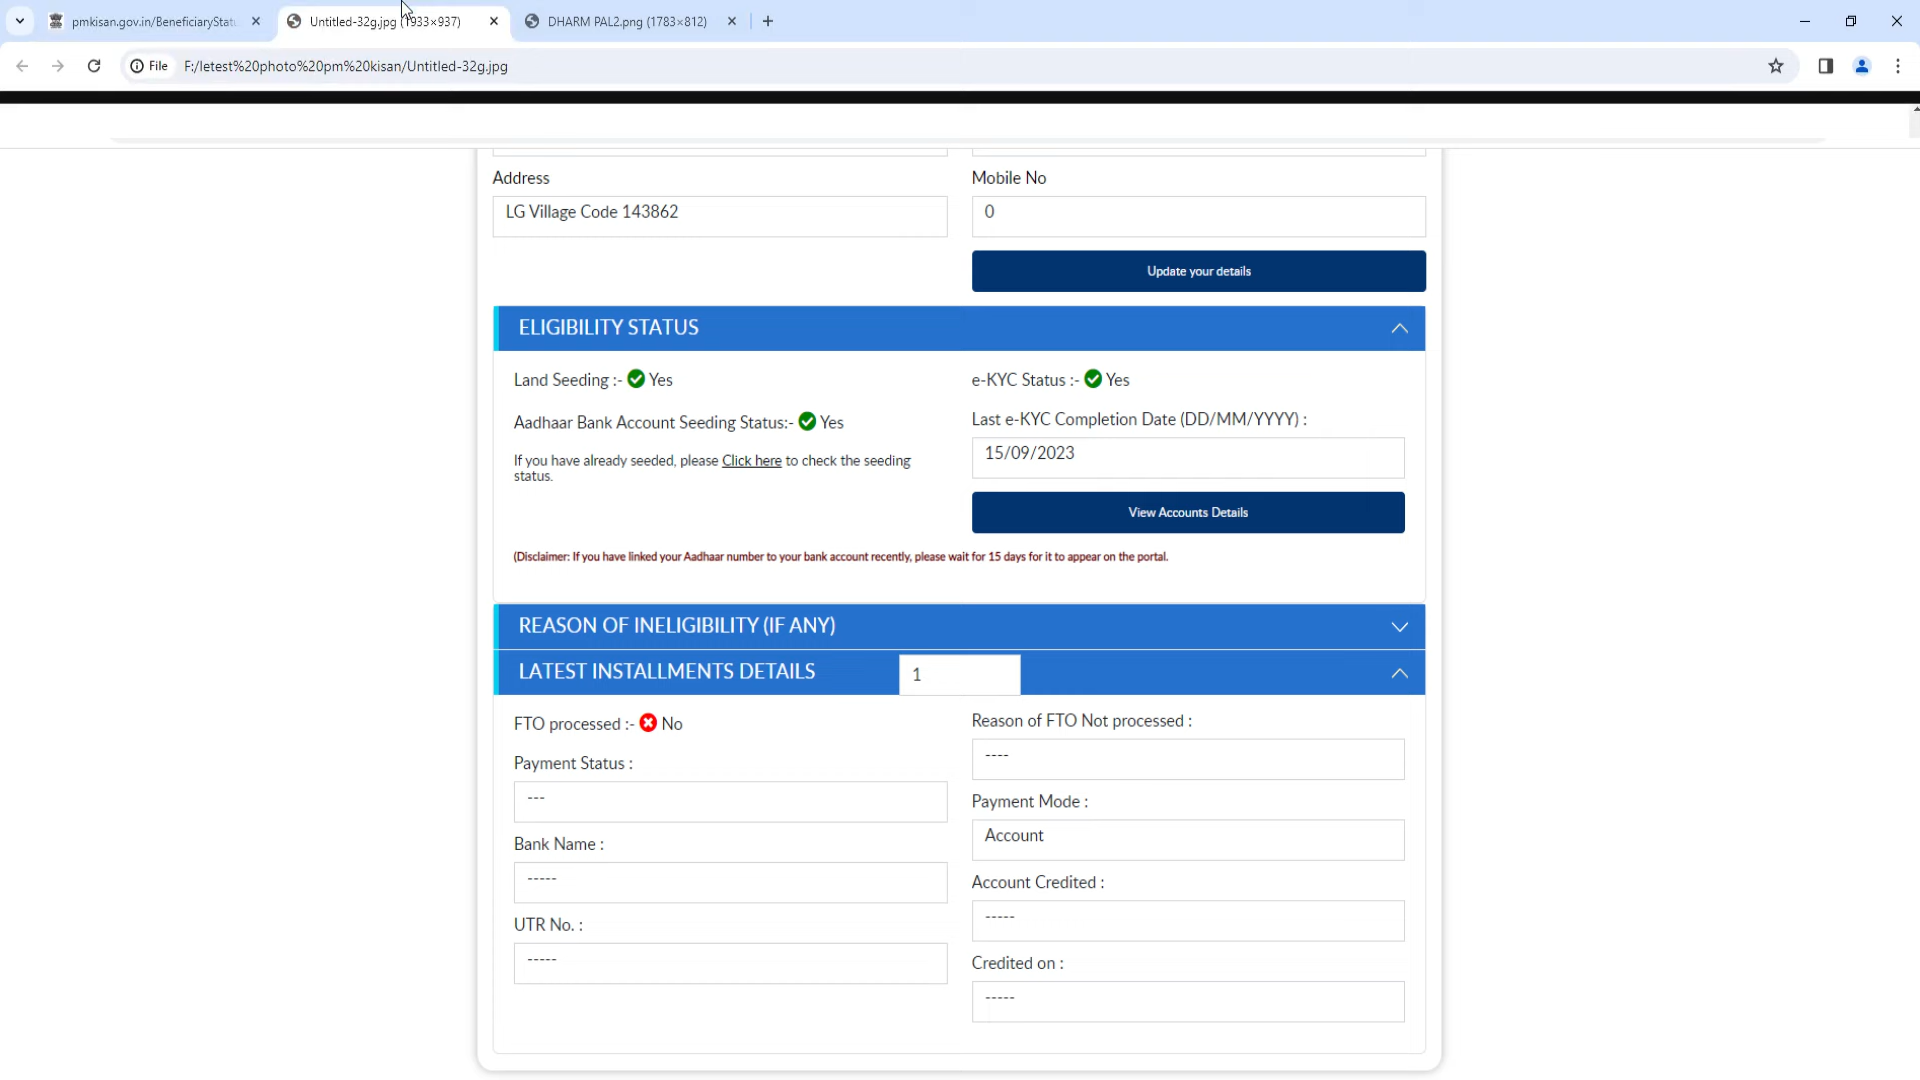 pmkisan.gov.in/BeneficiaryStatu
Untitled-32g.jpg (1933×937)
DHARM PAL2.png (1783×812)
File
F:/letest%20photo%20pm%20kisan/Untitled-32g.jpg
Address
Mobile No
LG Village Code 143862
0
Update your details
ELIGIBILITY STATUS
Land Seeding :- Yes
e-KYC Status :- Yes
Aadhaar Bank Account Seeding Status:- Yes
Last e-KYC Completion Date (DD/MM/YYYY) :
15/09/2023
If you have already seeded, please Click here to check the seeding
status.
View Accounts Details
(Disclaimer: If you have linked your Aadhaar number to your bank account recently, please wait for 15 days for it to appear on the portal.
REASON OF INELIGIBILITY (IF ANY)
LATEST INSTALLMENTS DETAILS
1
FTO processed :- No
Reason of FTO Not processed :
----
Payment Status :
---
Payment Mode :
Account
Bank Name :
-----
Account Credited :
-----
UTR No. :
-----
Credited on :
-----